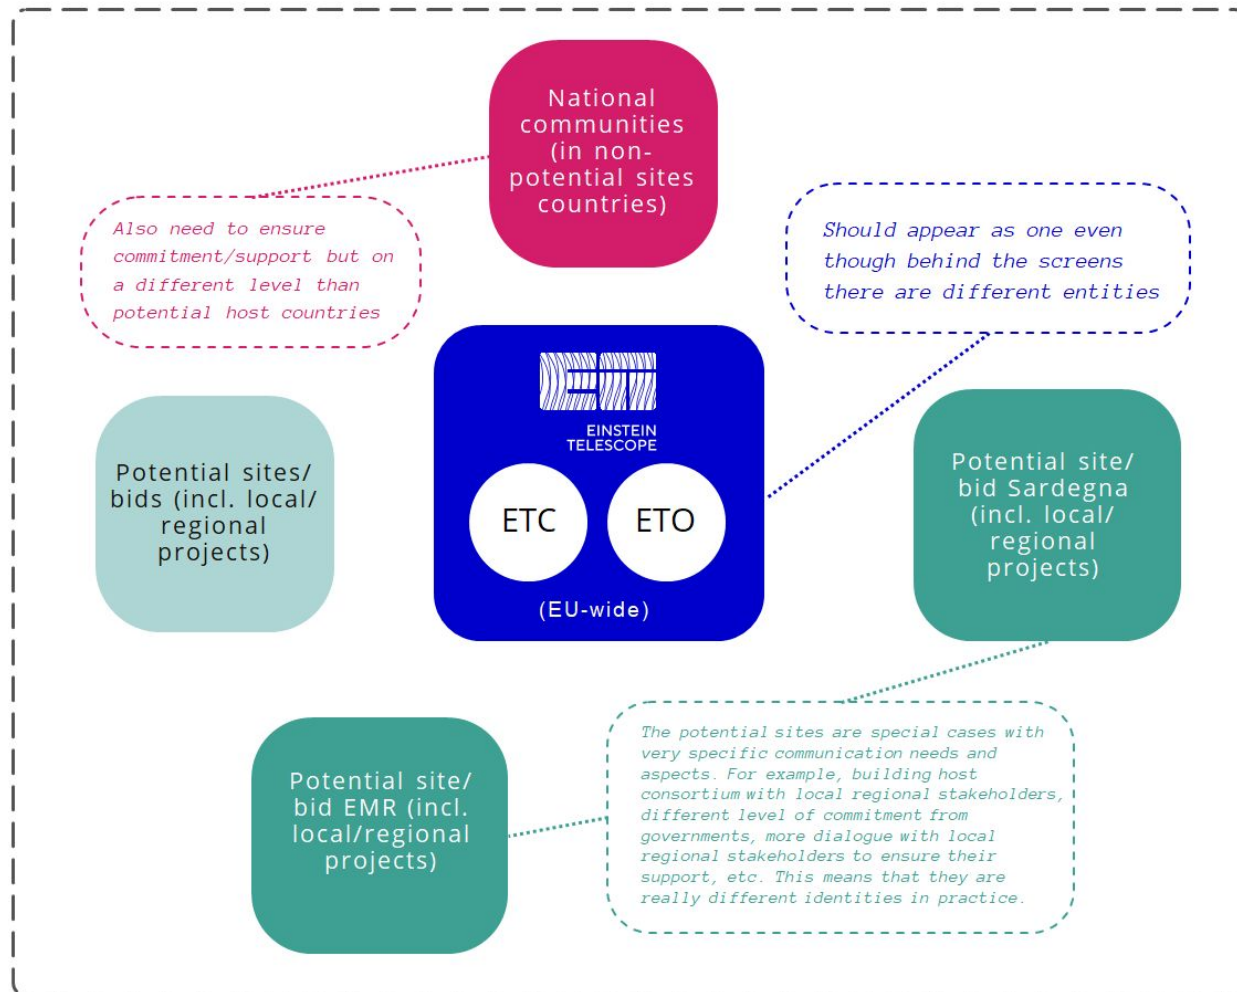 National
communities
(in non-
potential sites
countries)
Also need to ensure
commitment/support but on
a different level than
potential host countries
Should appear as one even
though behind the screens
there are different entities
ET
EINSTEIN
TELESCOPE
ETC
ETO
(EU-wide)
Potential sites/
bids (incl. local/
regional
projects)
Potential site/
bid Sardegna
(incl. local/
regional
projects)
Potential site/
bid EMR (incl.
local/regional
projects)
The potential sites are special cases with
very specific communication needs and
aspects. For example, building host
consortium with local regional stakeholders,
different level of commitment from
governments, more dialogue with local
regional stakeholders to ensure their
support, etc. This means that they are
really different identities in practice.